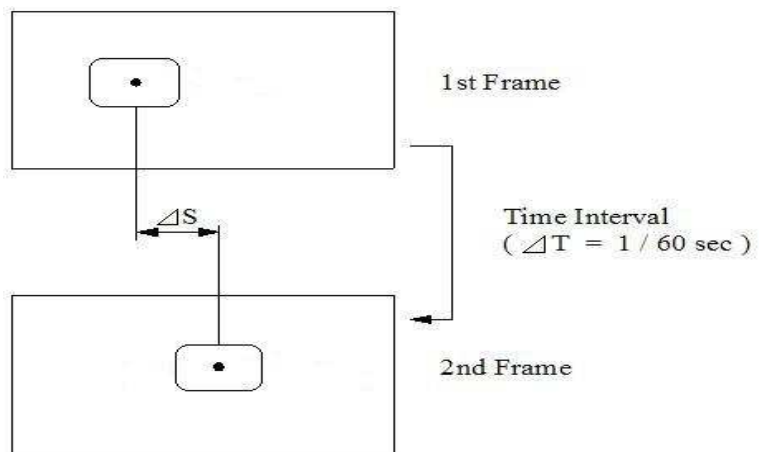 1st Frame
⊿S
Time Interval
( ⊿T = 1 / 60 sec )
2nd Frame